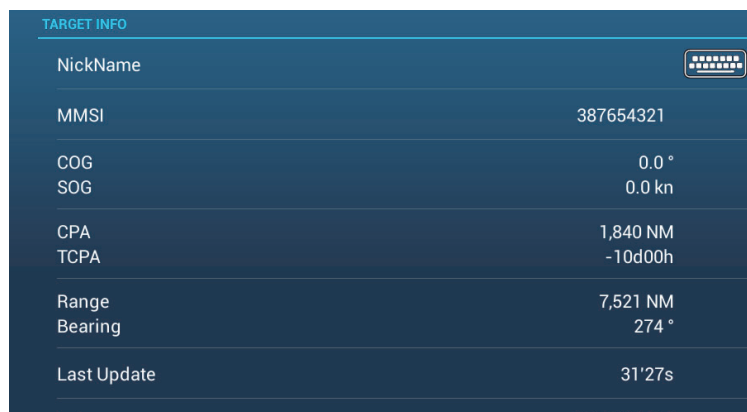 TARGET INFO
NickName
MMSI 387654321
COG 0.0 °
SOG 0.0 kn
CPA 1,840 NM
TCPA -10d00h
Range 7,521 NM
Bearing 274 °
Last Update 31'27s